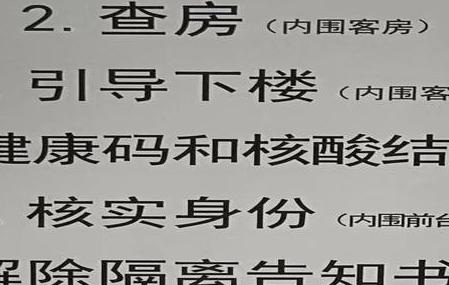 2. 查房（内围客房）
引导下楼（内围客
建康码和核酸结
核实身份（内围前台
解除隔离告知书